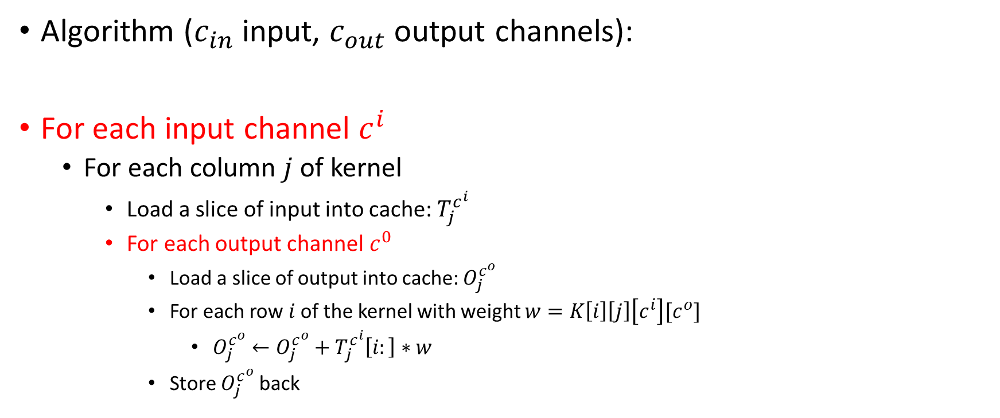 • Algorithm ($c_{in}$ input, $c_{out}$ output channels):
• For each input channel $c^i$
• For each column $j$ of kernel
• Load a slice of input into cache: $T_j^{c^i}$
• For each output channel $c^0$
• Load a slice of output into cache: $O_j^{c^o}$
• For each row $i$ of the kernel with weight $w = K[i][j][c^i][c^o]$
• $O_j^{c^o} \leftarrow O_j^{c^o} + T_j^{c^i}[i:] * w$
• Store $O_j^{c^o}$ back